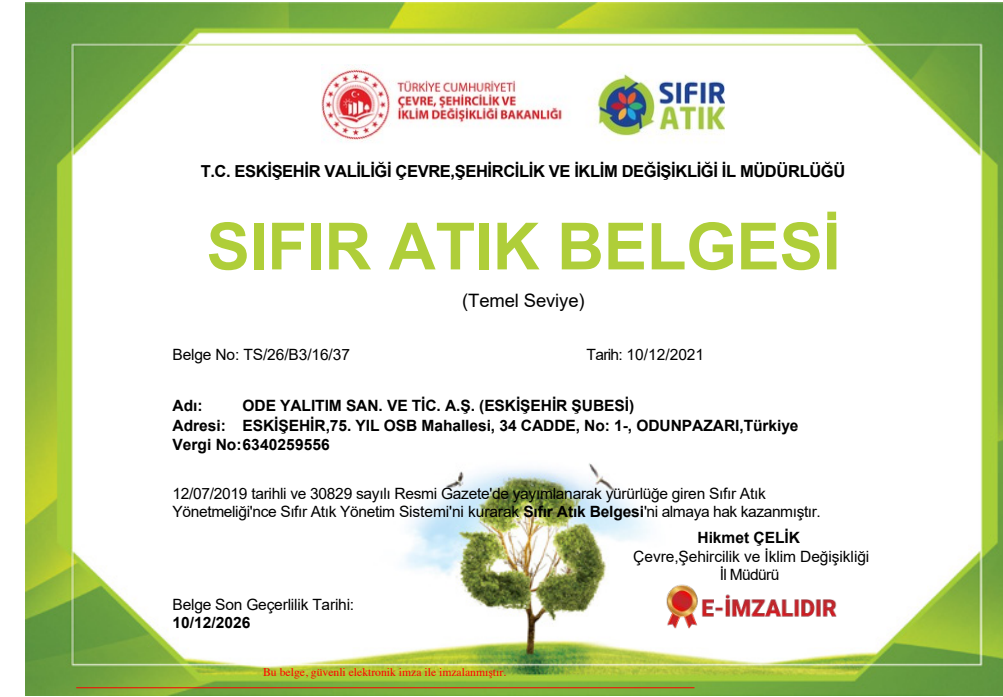 TÜRKİYE CUMHURİYETİ
ÇEVRE, ŞEHİRCİLİK VE
İKLİM DEĞİŞİKLİĞİ BAKANLIĞI
SIFIR
ATIK
T.C. ESKİŞEHİR VALİLİĞİ ÇEVRE,ŞEHİRCİLİK VE İKLİM DEĞİŞİKLİĞİ İL MÜDÜRLÜĞÜ
SIFIR ATIK BELGESİ
(Temel Seviye)
Belge No: TS/26/B3/16/37 Tarih: 10/12/2021
Adı: ODE YALITIM SAN. VE TİC. A.Ş. (ESKİŞEHİR ŞUBESİ)
Adresi: ESKİŞEHİR,75. YIL OSB Mahallesi, 34 CADDE, No: 1-, ODUNPAZARI,Türkiye
Vergi No:6340259556
12/07/2019 tarihli ve 30829 sayılı Resmi Gazete'de yayımlanarak yürürlüğe giren Sıfır Atık
Yönetmeliği'nce Sıfır Atık Yönetim Sistemi'ni kurarak Sıfır Atık Belgesi'ni almaya hak kazanmıştır.
Hikmet ÇELİK
Çevre,Şehircilik ve İklim Değişikliği
İl Müdürü
E-İMZALIDIR
Belge Son Geçerlilik Tarihi:
10/12/2026
Bu belge, güvenli elektronik imza ile imzalanmıştır.